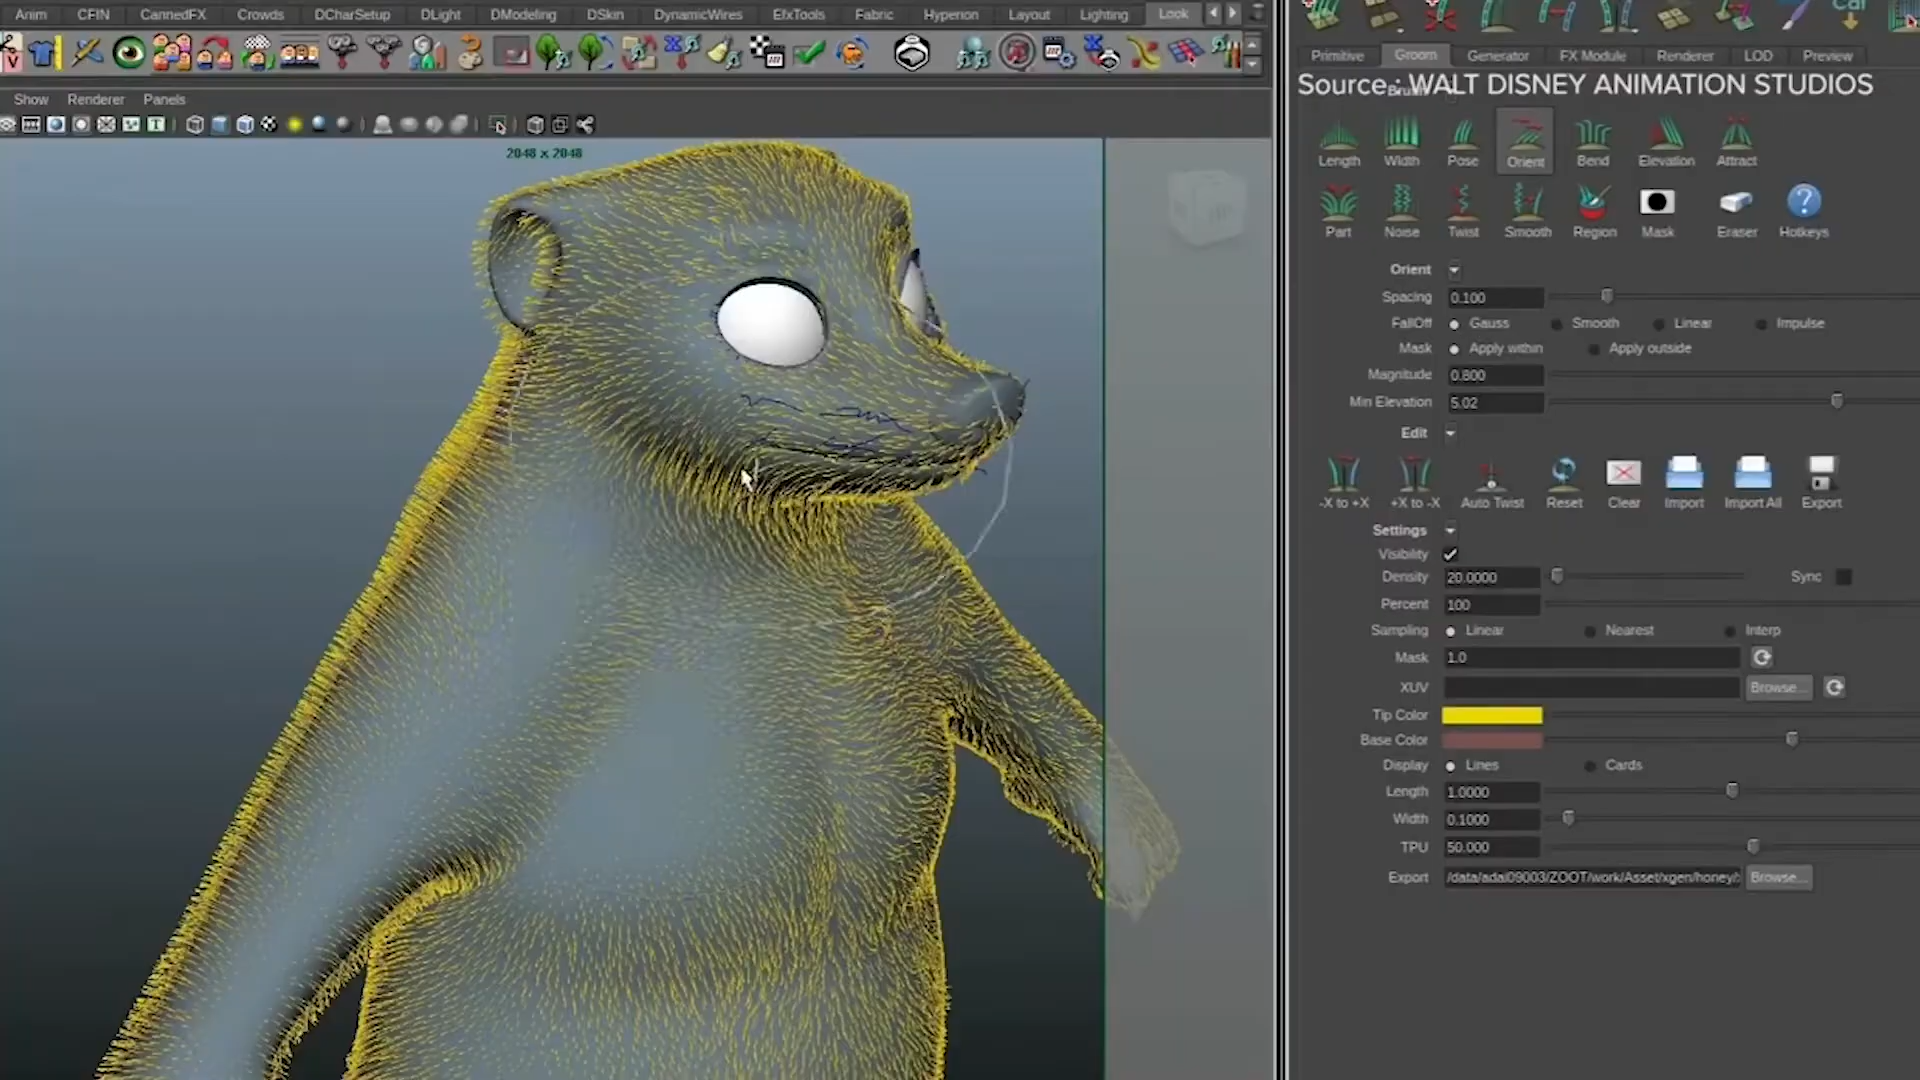 Anim CFIN CannedFX Crowds DCharSetup DLight DModeling DSkin DynamicWires EfxTools Fabric Hyperion Layout Lighting Look
Show Renderer Panels
2048 x 2048
Primitive Groom Generator FX Module Renderer LOD Preview
Source : WALT DISNEY ANIMATION STUDIOS
Length Width Pose Orient Bend Elevation Attract
Part Noise Twist Smooth Region Mask Eraser Hotkeys
Orient
Spacing 0.100
FallOff Gauss Smooth Linear Impulse
Mask Apply within Apply outside
Magnitude 0.800
Min Elevation 5.02
Edit
-X to +X +X to -X Auto Twist Reset Clear Import Import All Export
Settings
Visibility
Density 20.0000 Sync
Percent 100
Sampling Linear Nearest Interp
Mask 1.0
XUV Browse...
Tip Color
Base Color
Display Lines Cards
Length 1.0000
Width 0.1000
TPU 50.000
Export /data/adal09003/ZOOT/work/Asset/xgen/honey/ Browse...